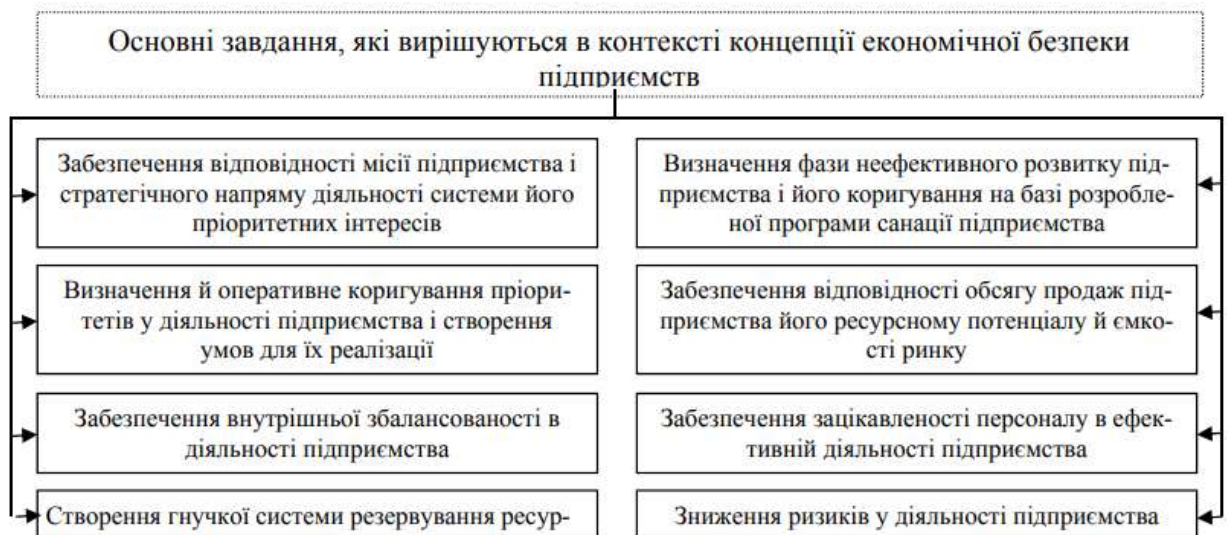 Основні завдання, які вирішуються в контексті концепції економічної безпеки
підприємств
Забезпечення відповідності місії підприємства і
стратегічного напряму діяльності системи його
пріоритетних інтересів
Визначення й оперативне коригування пріори-
тетів у діяльності підприємства і створення
умов для їх реалізації
Забезпечення внутрішньої збалансованості в
діяльності підприємства
Створення гнучкої системи резервування ресур-
Визначення фази неефективного розвитку під-
приємства і його коригування на базі розробле-
ної програми санації підприємства
Забезпечення відповідності обсягу продаж під-
приємства його ресурсному потенціалу й ємко-
сті ринку
Забезпечення зацікавленості персоналу в ефек-
тивній діяльності підприємства
Зниження ризиків у діяльності підприємства